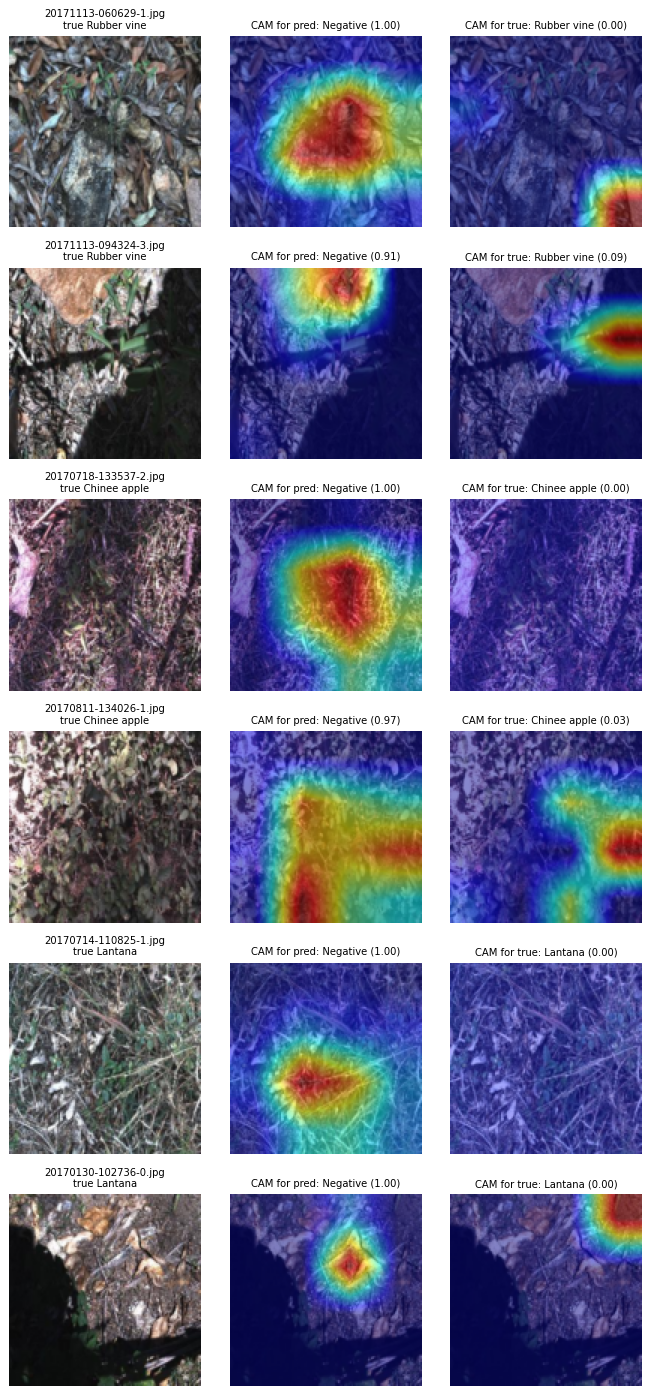 20171113-060629-1.jpg
true Rubber vine
CAM for pred: Negative (1.00)
CAM for true: Rubber vine (0.00)
20171113-094324-3.jpg
true Rubber vine
CAM for pred: Negative (0.91)
CAM for true: Rubber vine (0.09)
20170718-133537-2.jpg
true Chinee apple
CAM for pred: Negative (1.00)
CAM for true: Chinee apple (0.00)
20170811-134026-1.jpg
true Chinee apple
CAM for pred: Negative (0.97)
CAM for true: Chinee apple (0.03)
20170714-110825-1.jpg
true Lantana
CAM for pred: Negative (1.00)
CAM for true: Lantana (0.00)
20170130-102736-0.jpg
true Lantana
CAM for pred: Negative (1.00)
CAM for true: Lantana (0.00)